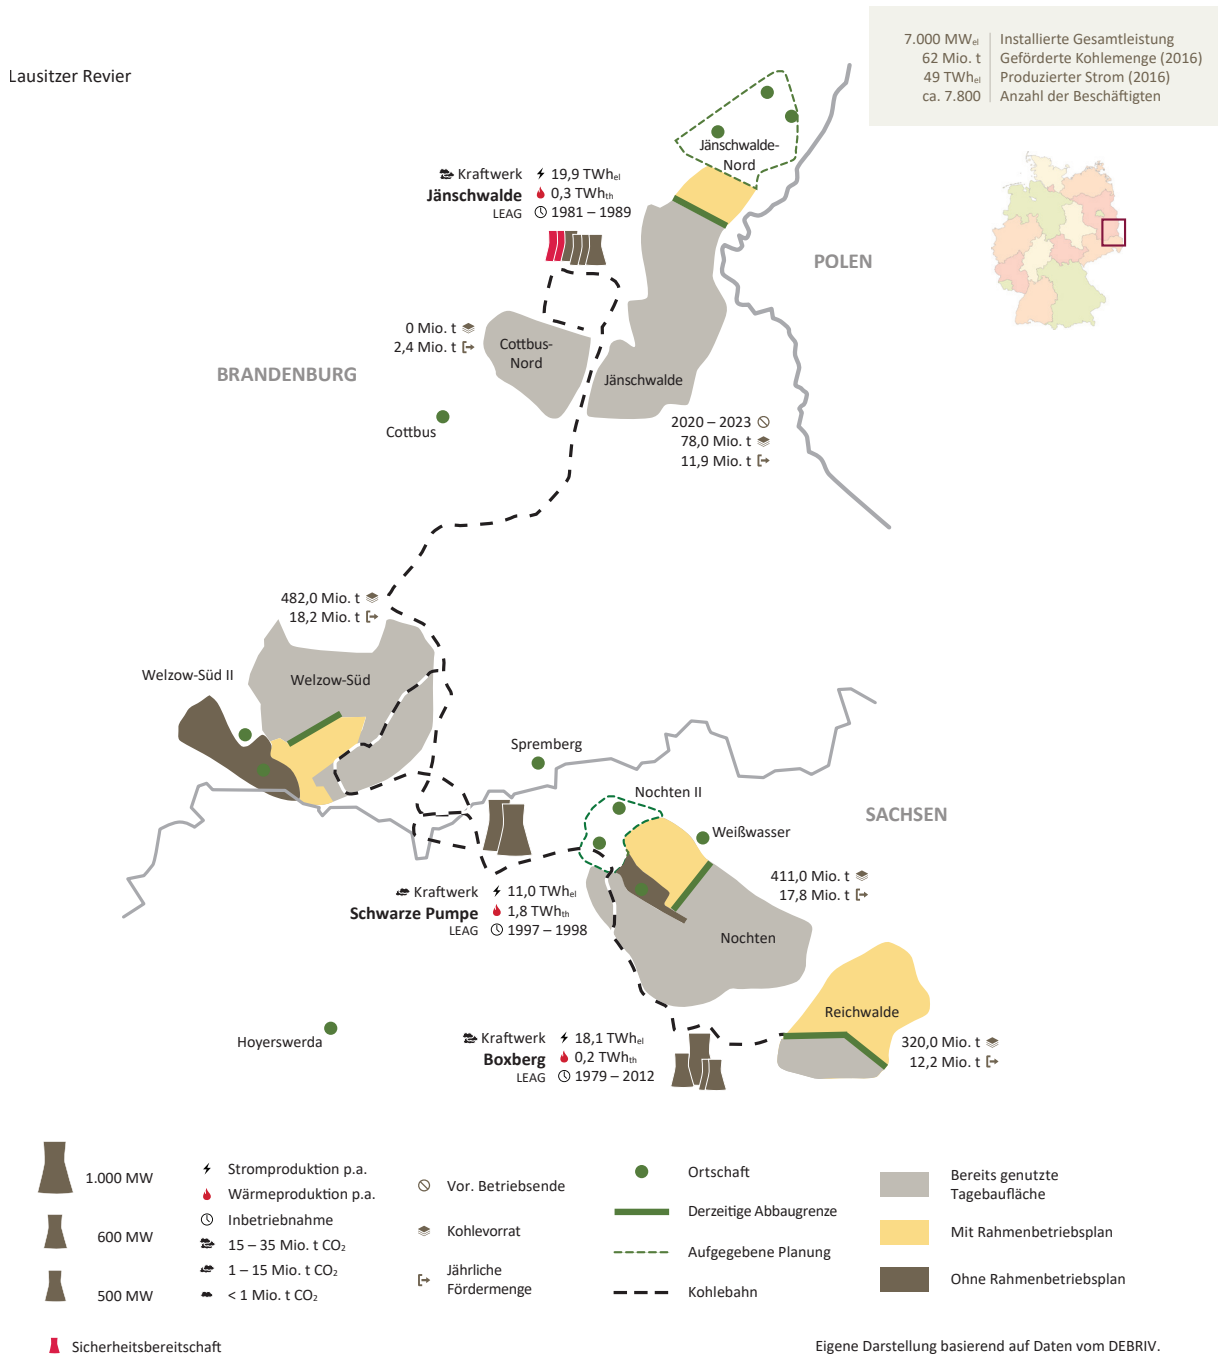 7.000 MWel Installierte Gesamtleistung
62 Mio. t Geförderte Kohlemenge (2016)
49 TWhel Produzierter Strom (2016)
ca. 7.800 Anzahl der Beschäftigten
Lausitzer Revier
Jänschwalde-
Nord
Kraftwerk 19,9 TWhel
Jänschwalde 0,3 TWhth
LEAG 1981 – 1989
POLEN
0 Mio. t
2,4 Mio. t
Cottbus-
Nord
Jänschwalde
BRANDENBURG
Cottbus
2020 – 2023
78,0 Mio. t
11,9 Mio. t
482,0 Mio. t
18,2 Mio. t
Welzow-Süd II
Welzow-Süd
Spremberg
Nochten II
SACHSEN
Weißwasser
411,0 Mio. t
17,8 Mio. t
Kraftwerk 11,0 TWhel
Schwarze Pumpe 1,8 TWhth
LEAG 1997 – 1998
Nochten
Reichwalde
Hoyerswerda
Kraftwerk 18,1 TWhel
Boxberg 0,2 TWhth
LEAG 1979 – 2012
320,0 Mio. t
12,2 Mio. t
1.000 MW
600 MW
500 MW
Sicherheitsbereitschaft
Stromproduktion p.a.
Wärmeproduktion p.a.
Inbetriebnahme
15 – 35 Mio. t CO₂
1 – 15 Mio. t CO₂
< 1 Mio. t CO₂
Vor. Betriebsende
Kohlevorrat
Jährliche
Fördermenge
Ortschaft
Derzeitige Abbaugrenze
Aufgegebene Planung
Kohlebahn
Bereits genutzte
Tagebaufläche
Mit Rahmenbetriebsplan
Ohne Rahmenbetriebsplan
Eigene Darstellung basierend auf Daten vom DEBRIV.